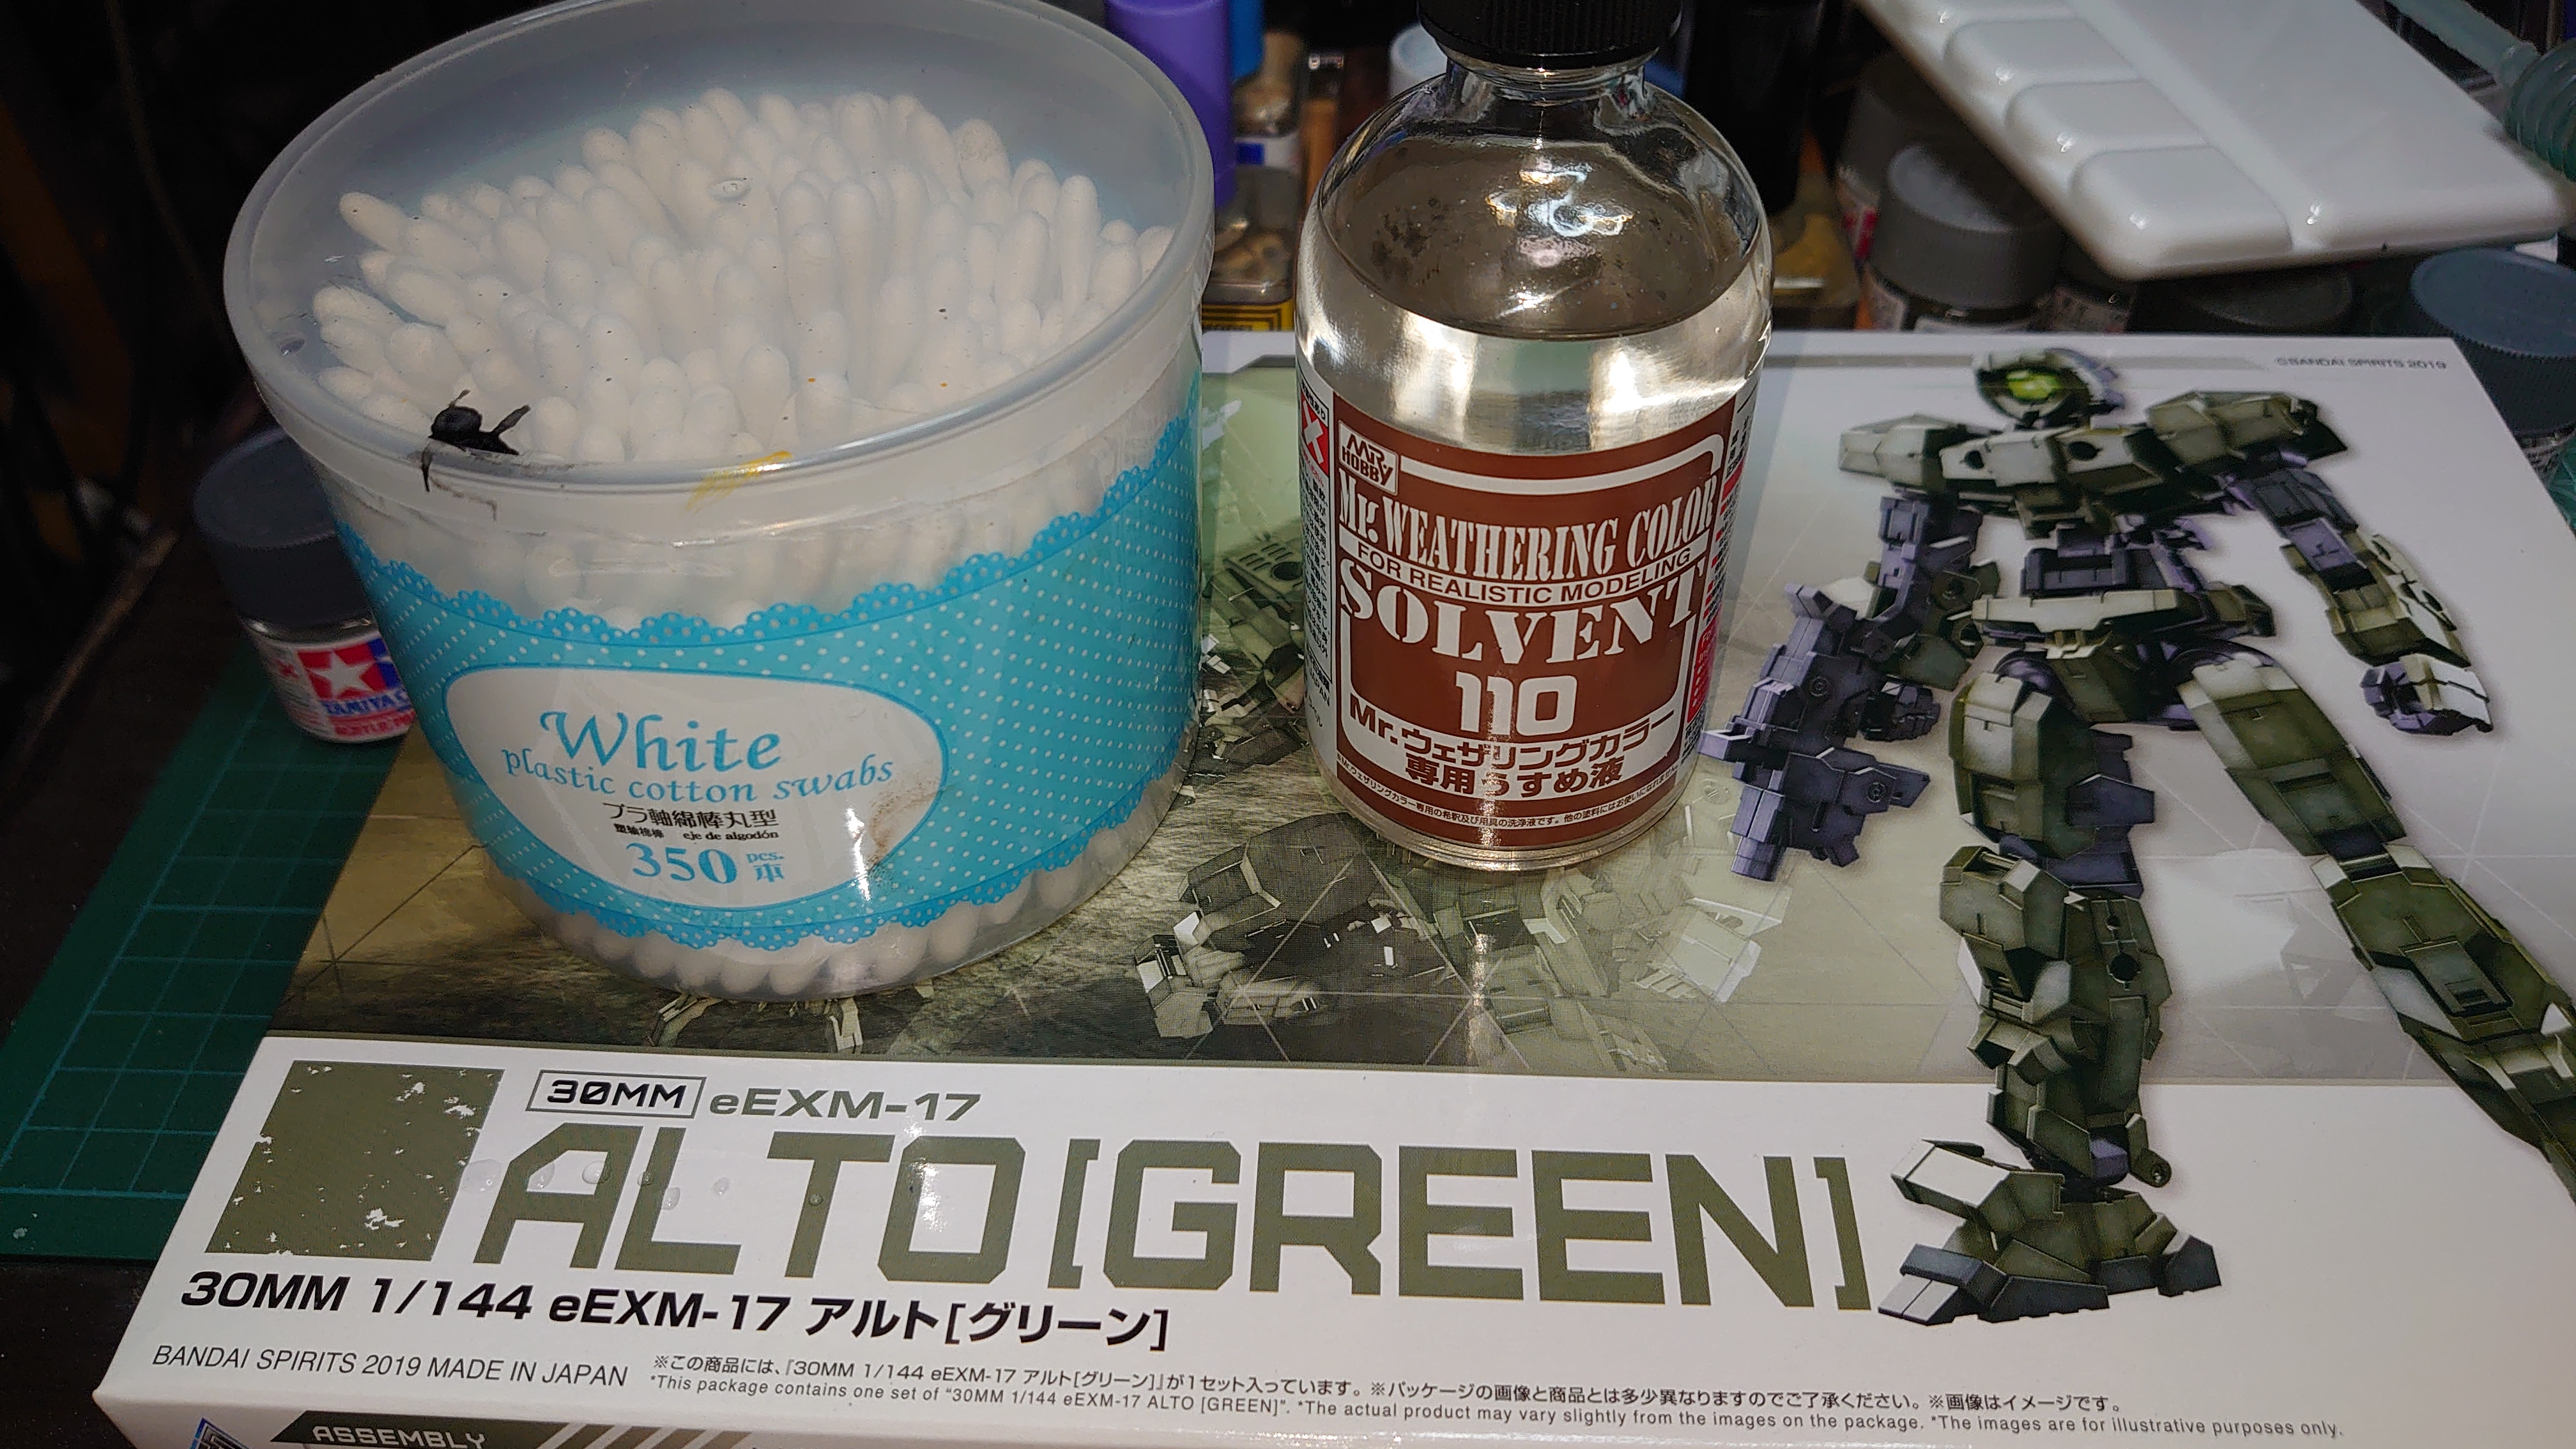 White
plastic cotton swabs
プラ軸綿棒丸型
塑轴棉棒 eje de algodón
350 pcs. 本
MR HOBBY
Mr. WEATHERING COLOR
FOR REALISTIC MODELING
SOLVENT
110
Mr.ウェザリングカラー
専用うすめ液
TAMIYA
©BANDAI SPIRITS 2019
30MM eEXM-17
ALTO [GREEN]
30MM 1/144 eEXM-17 アルト[グリーン]
BANDAI SPIRITS 2019 MADE IN JAPAN
※この商品には、『30MM 1/144 eEXM-17 アルト[グリーン]』が1セット入っています。※パッケージの画像と商品とは多少異なりますのでご了承ください。※画像はイメージです。
*This package contains one set of "30MM 1/144 eEXM-17 ALTO [GREEN]". *The actual product may vary slightly from the images on the package. *The images are for illustrative purposes only.
ASSEMBLY